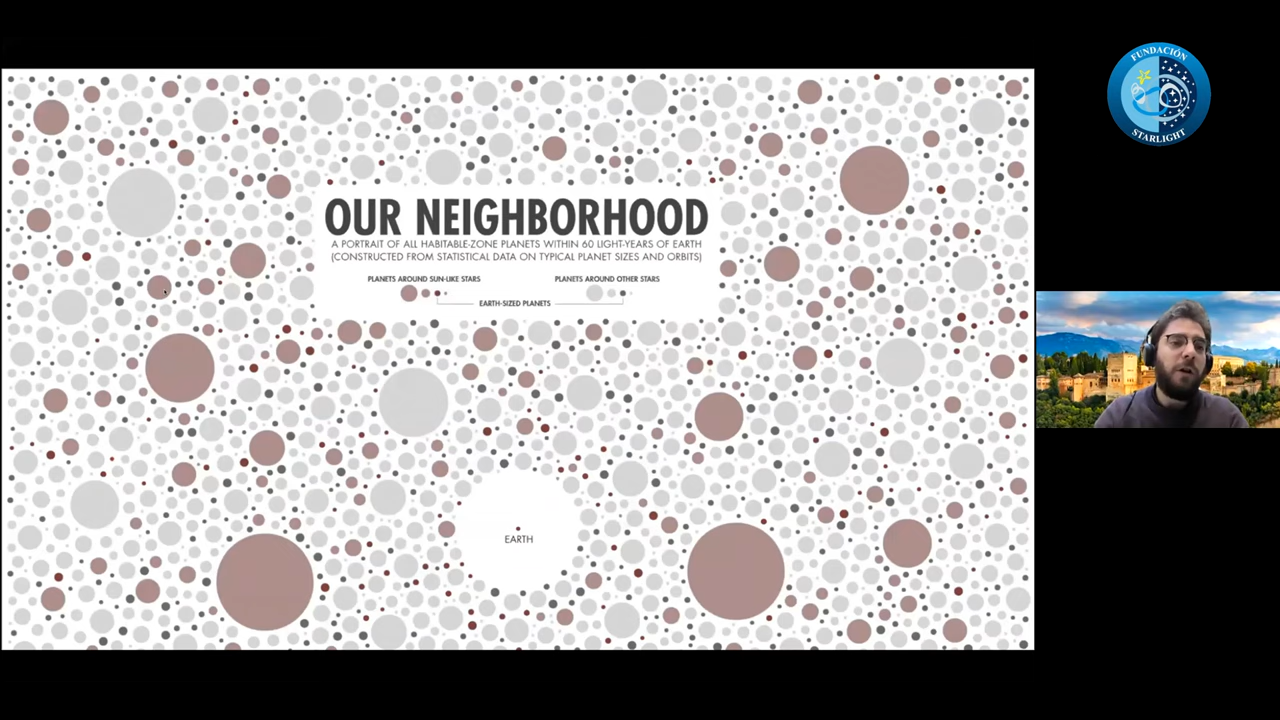 FUNDACIÓN
STARLIGHT
OUR NEIGHBORHOOD
A PORTRAIT OF ALL HABITABLE-ZONE PLANETS WITHIN 60 LIGHT-YEARS OF EARTH
(CONSTRUCTED FROM STATISTICAL DATA ON TYPICAL PLANET SIZES AND ORBITS)
PLANETS AROUND SUN-LIKE STARS
PLANETS AROUND OTHER STARS
EARTH-SIZED PLANETS
EARTH